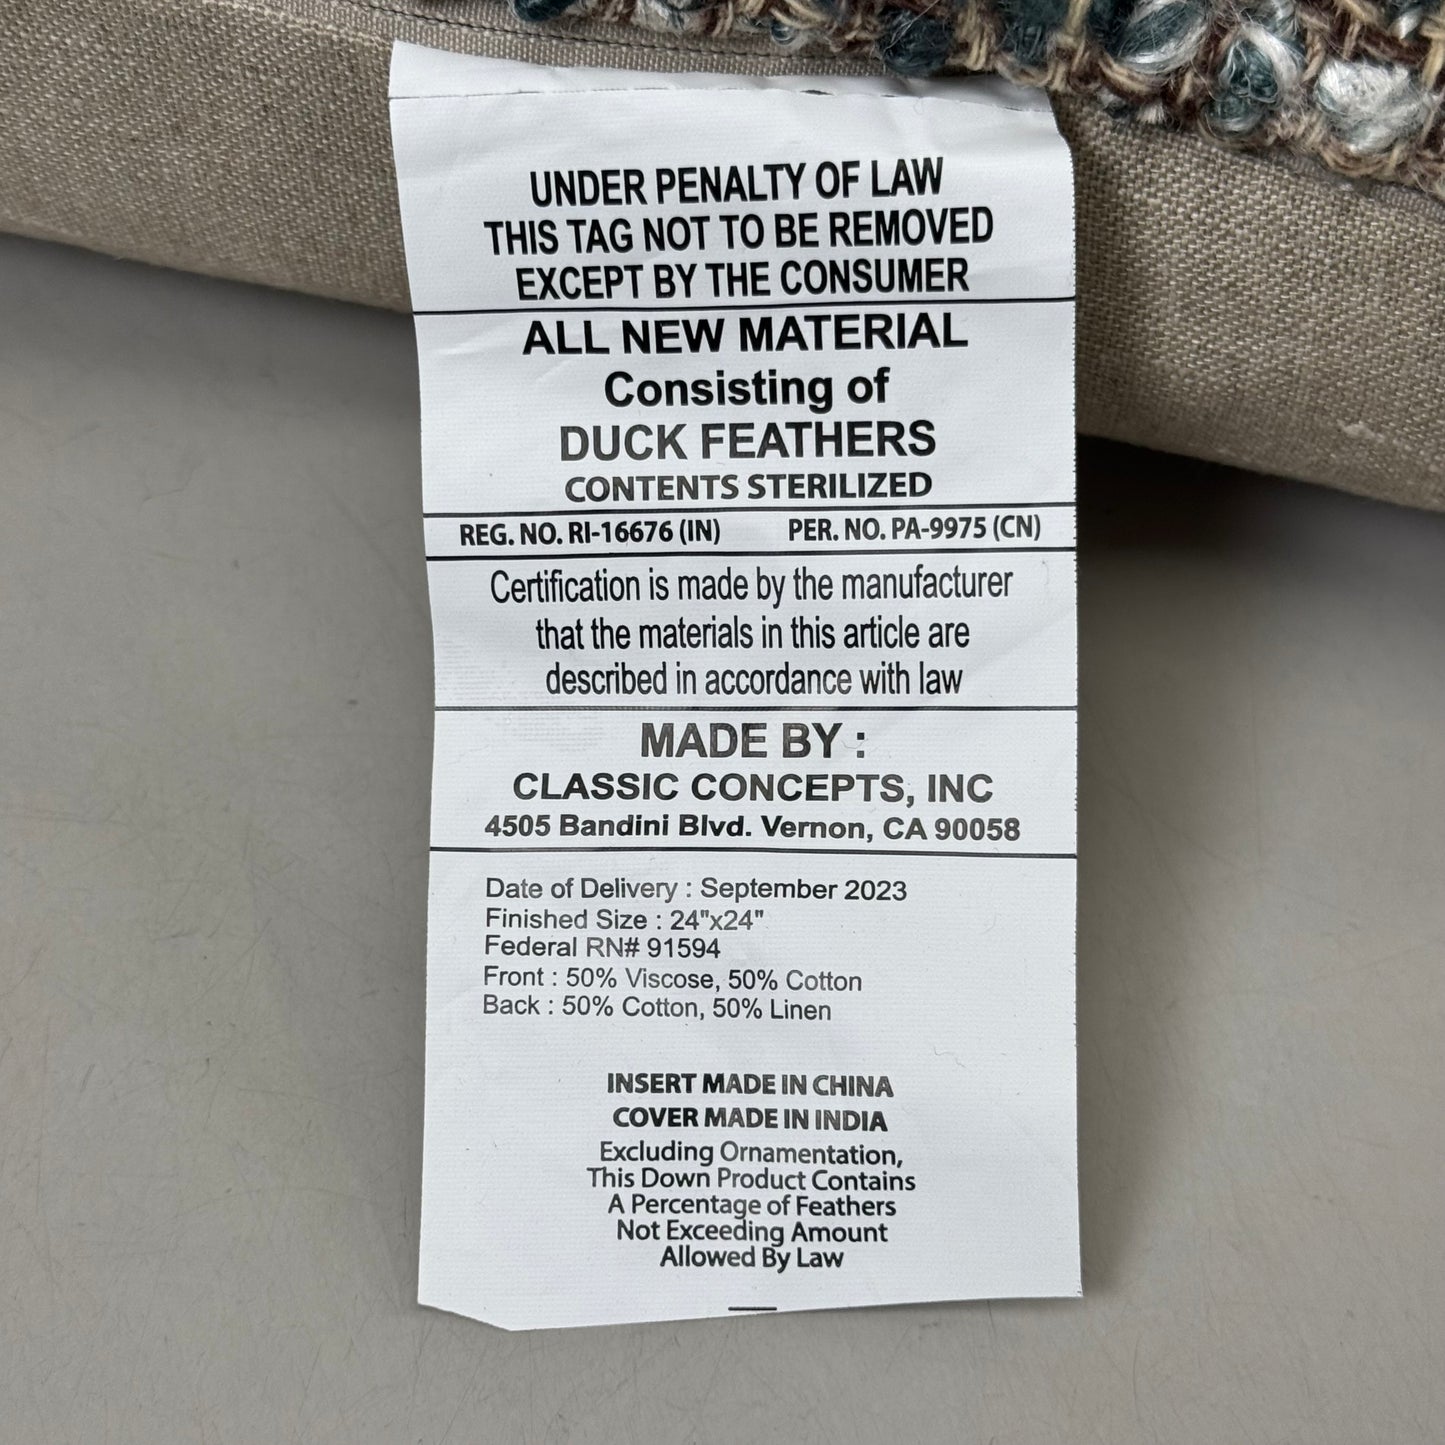 UNDER PENALTY OF LAW
THIS TAG NOT TO BE REMOVED
EXCEPT BY THE CONSUMER
ALL NEW MATERIAL
Consisting of
DUCK FEATHERS
CONTENTS STERILIZED
REG. NO. RI-16676 (IN) PER. NO. PA-9975 (CN)
Certification is made by the manufacturer
that the materials in this article are
described in accordance with law
MADE BY :
CLASSIC CONCEPTS, INC
4505 Bandini Blvd. Vernon, CA 90058
Date of Delivery : September 2023
Finished Size : 24"x24"
Federal RN# 91594
Front : 50% Viscose, 50% Cotton
Back : 50% Cotton, 50% Linen
INSERT MADE IN CHINA
COVER MADE IN INDIA
Excluding Ornamentation,
This Down Product Contains
A Percentage of Feathers
Not Exceeding Amount
Allowed By Law